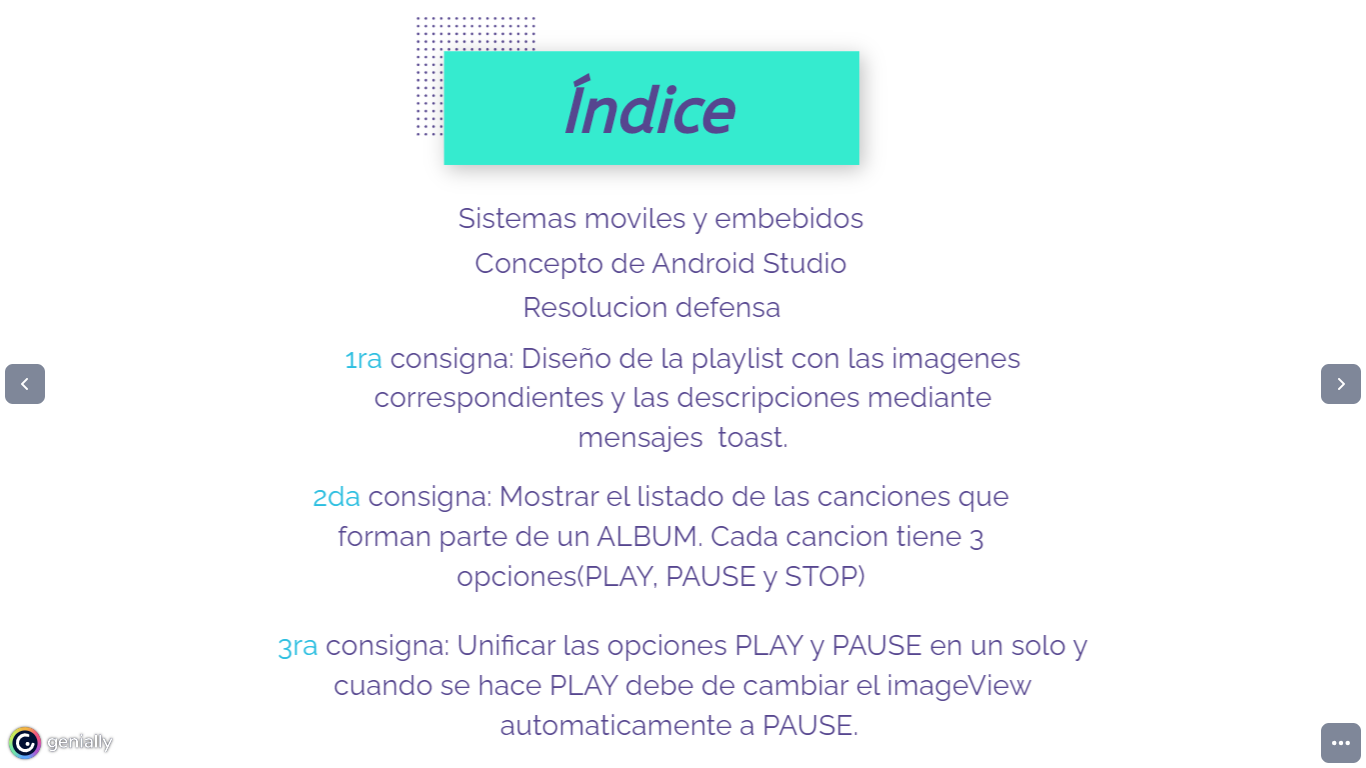 Índice
Sistemas moviles y embebidos
Concepto de Android Studio
Resolucion defensa
1ra consigna: Diseño de la playlist con las imagenes
correspondientes y las descripciones mediante
mensajes  toast.
2da consigna: Mostrar el listado de las canciones que
forman parte de un ALBUM. Cada cancion tiene 3
opciones(PLAY, PAUSE y STOP)
3ra consigna: Unificar las opciones PLAY y PAUSE en un solo y
cuando se hace PLAY debe de cambiar el imageView
automaticamente a PAUSE.
genially